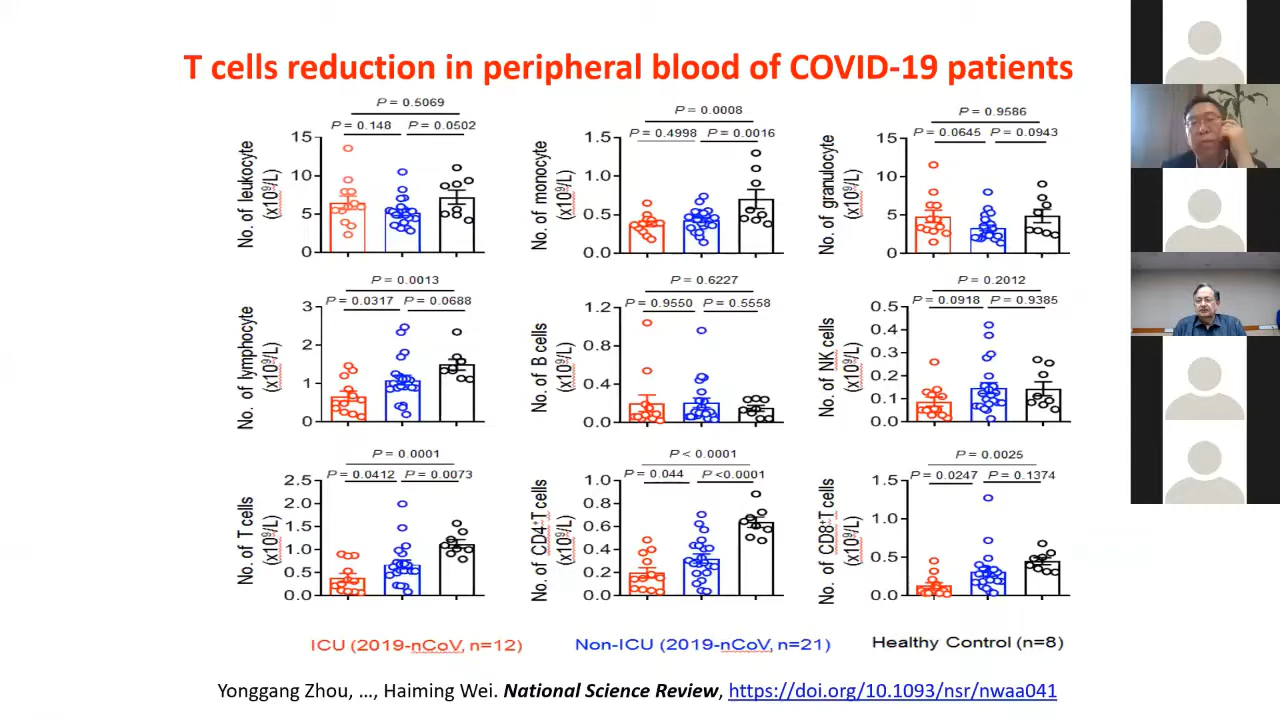 T cells reduction in peripheral blood of COVID-19 patients
P = 0.5069
P = 0.148 P = 0.0502
15
10
5
0
No. of leukocyte
(x10⁹/L)
P = 0.0008
P = 0.4998 P = 0.0016
1.5
1.0
0.5
0.0
No. of monocyte
(x10⁹/L)
P = 0.9586
P = 0.0645 P = 0.0943
15
10
5
0
No. of granulocyte
(x10⁹/L)
P = 0.0013
P = 0.0317 P = 0.0688
3
2
1
0
No. of lymphocyte
(x10⁹/L)
P = 0.6227
P = 0.9550 P = 0.5558
1.2
0.8
0.4
0.0
No. of B cells
(x10⁹/L)
P = 0.2012
P = 0.0918 P = 0.9385
0.5
0.4
0.3
0.2
0.1
0.0
No. of NK cells
(x10⁹/L)
P = 0.0001
P = 0.0412 P = 0.0073
2.5
2.0
1.5
1.0
0.5
0.0
No. of T cells
(x10⁹/L)
P < 0.0001
P = 0.044 P <0.0001
1.0
0.8
0.6
0.4
0.2
0.0
No. of CD4⁺T cells
(x10⁹/L)
P = 0.0025
P = 0.0247 P = 0.1374
1.5
1.0
0.5
0.0
No. of CD8⁺T cells
(x10⁹/L)
ICU (2019-nCoV, n=12) Non-ICU (2019-nCoV, n=21) Healthy Control (n=8)
Yonggang Zhou, …, Haiming Wei. National Science Review, https://doi.org/10.1093/nsr/nwaa041